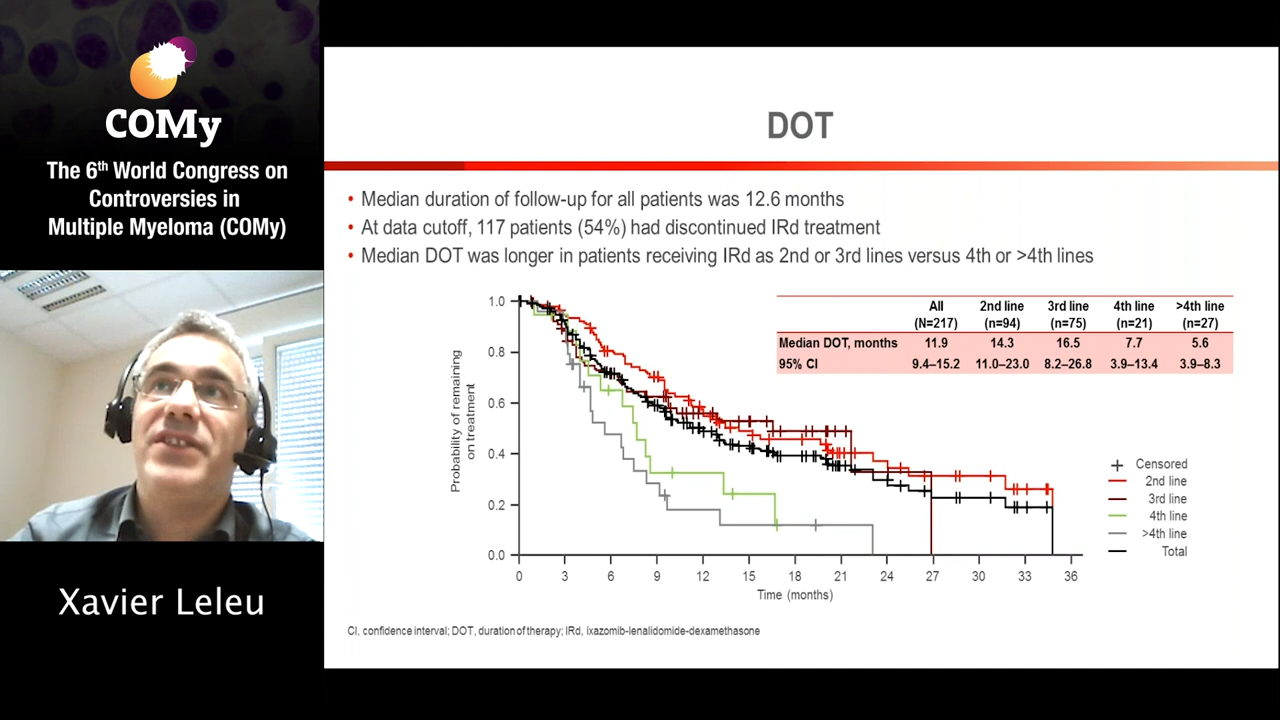 COMy
The 6th World Congress on
Controversies in
Multiple Myeloma (COMy)
Xavier Leleu
DOT
• Median duration of follow-up for all patients was 12.6 months
• At data cutoff, 117 patients (54%) had discontinued IRd treatment
• Median DOT was longer in patients receiving IRd as 2nd or 3rd lines versus 4th or >4th lines
All 2nd line 3rd line 4th line >4th line
(N=217) (n=94) (n=75) (n=21) (n=27)
Median DOT, months 11.9 14.3 16.5 7.7 5.6
95% CI 9.4–15.2 11.0–23.0 8.2–26.8 3.9–13.4 3.9–8.3
Probability of remaining
on treatment
1.0
0.8
0.6
0.4
0.2
0.0
0 3 6 9 12 15 18 21 24 27 30 33 36
Time (months)
Censored
2nd line
3rd line
4th line
>4th line
Total
CI, confidence interval; DOT, duration of therapy; IRd, ixazomib-lenalidomide-dexamethasone